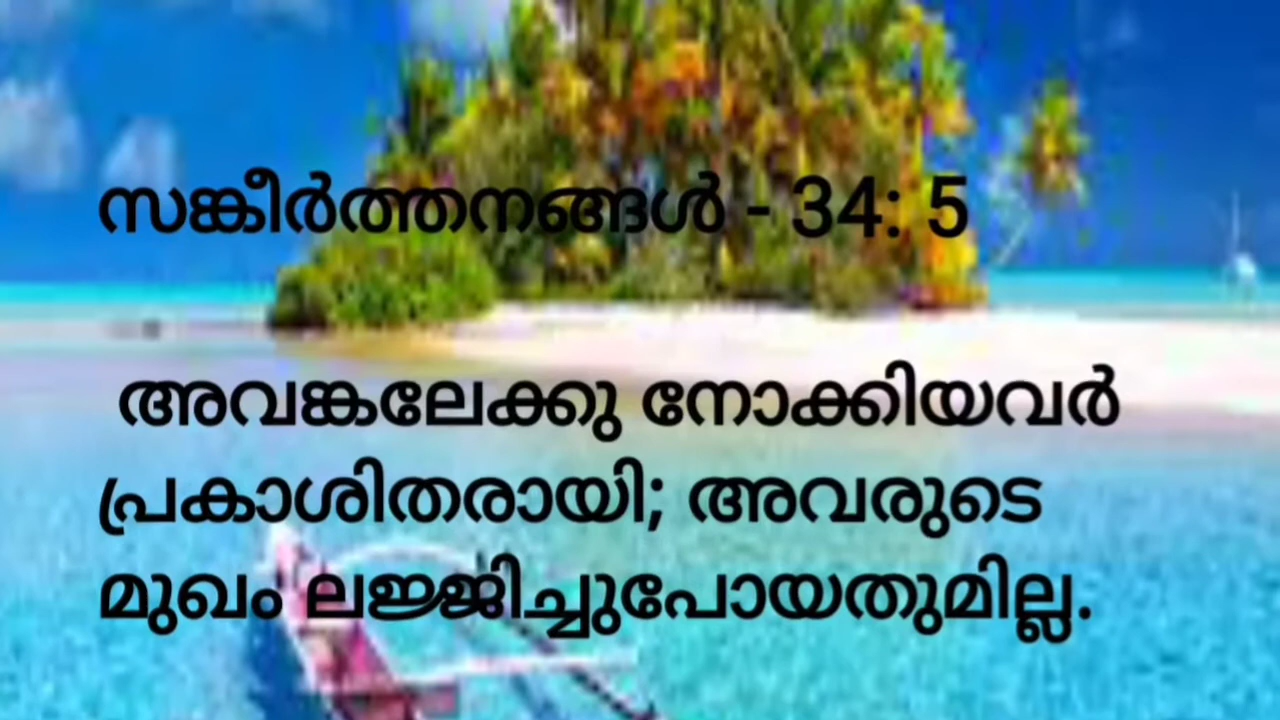 സങ്കീർത്തനങ്ങൾ - 34: 5
അവങ്കലേക്കു നോക്കിയവർ
പ്രകാശിതരായി; അവരുടെ
മുഖം ലജ്ജിച്ചുപോയതുമില്ല.